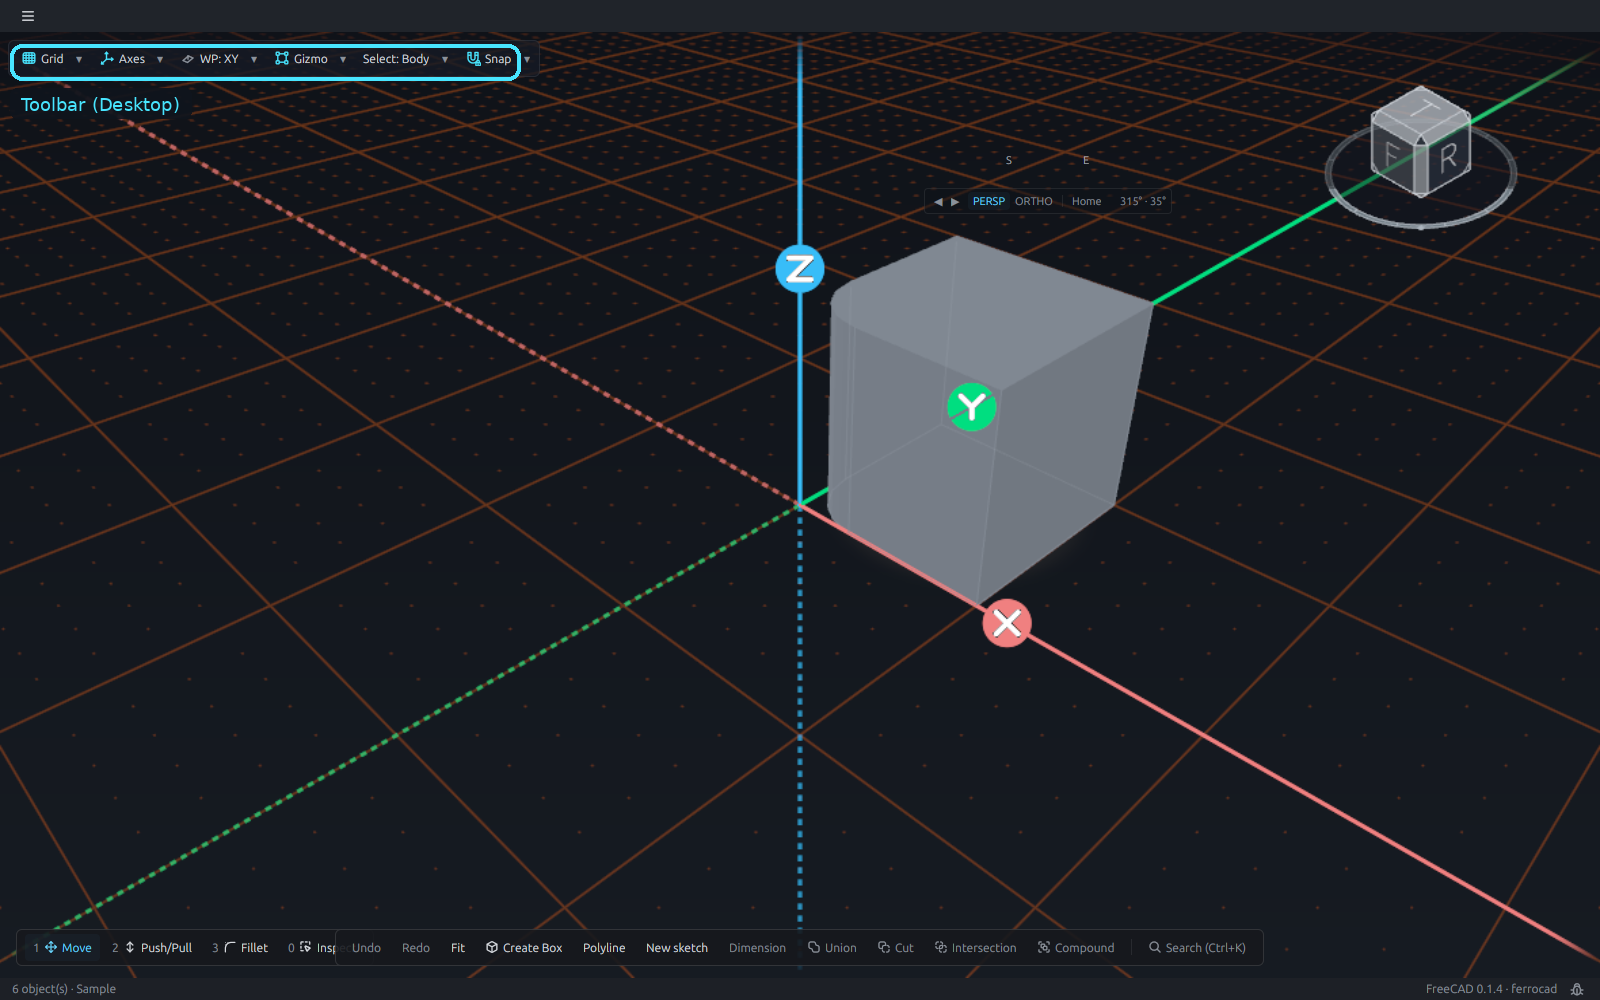 Grid Axes WP: XY Gizmo Select: Body Snap
Toolbar (Desktop)
T
F R
S E
PERSP ORTHO Home 315° · 35°
Z
Y
X
1 Move 2 Push/Pull 3 Fillet 0 Insp Undo Redo Fit Create Box Polyline New sketch Dimension Union Cut Intersection Compound Search (Ctrl+K)
6 object(s) · Sample FreeCAD 0.1.4 · ferrocad